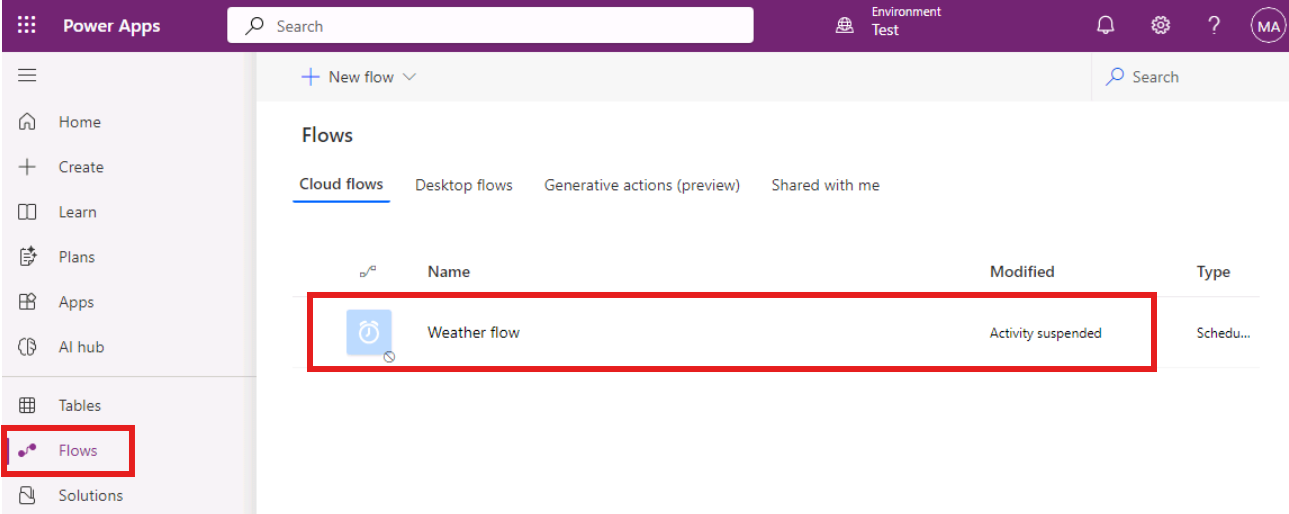 Power Apps
Search
Environment
Test
MA
New flow
Search
Home
Create
Learn
Plans
Apps
AI hub
Tables
Flows
Solutions
Flows
Cloud flows Desktop flows Generative actions (preview) Shared with me
Name Modified Type
Weather flow Activity suspended Schedu...